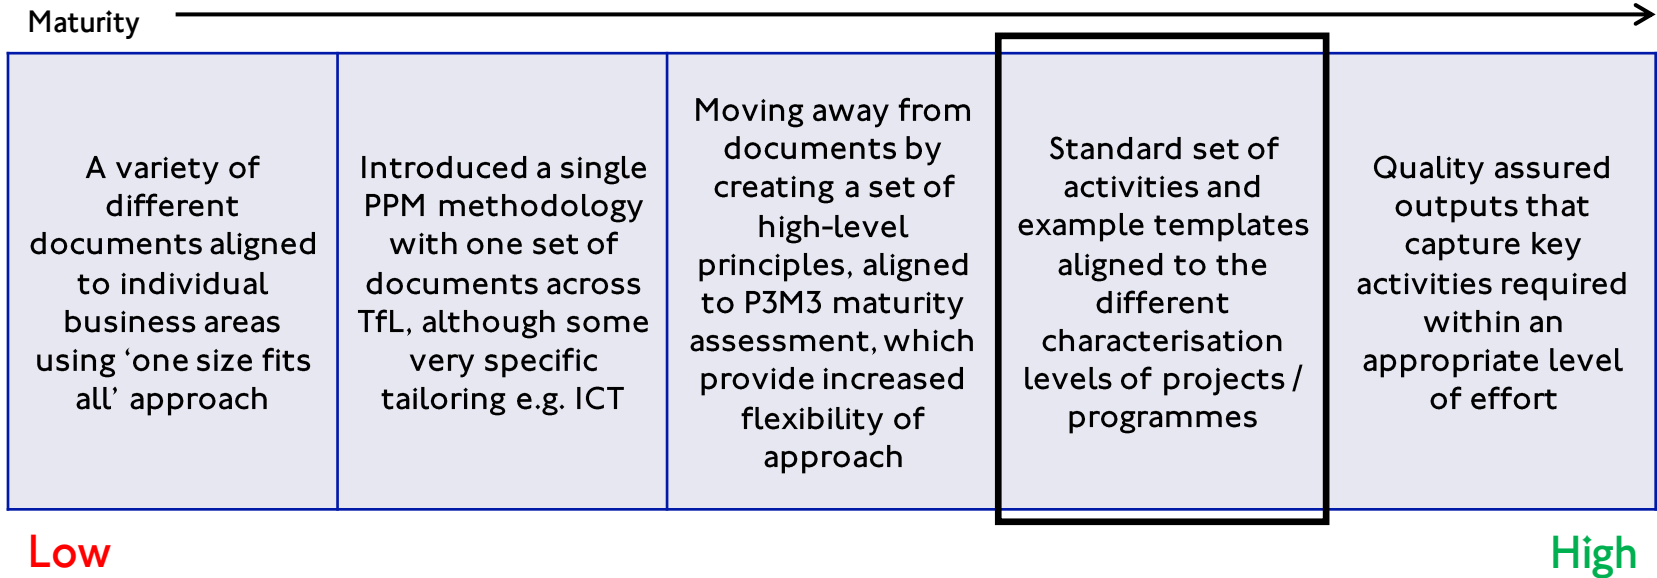 Maturity
A variety of
different
documents aligned
to individual
business areas
using ‘one size fits
all’ approach
Introduced a single
PPM methodology
with one set of
documents across
TfL, although some
very specific
tailoring e.g. ICT
Moving away from
documents by
creating a set of
high-level
principles, aligned
to P3M3 maturity
assessment, which
provide increased
flexibility of
approach
Standard set of
activities and
example templates
aligned to the
different
characterisation
levels of projects /
programmes
Quality assured
outputs that
capture key
activities required
within an
appropriate level
of effort
Low
High